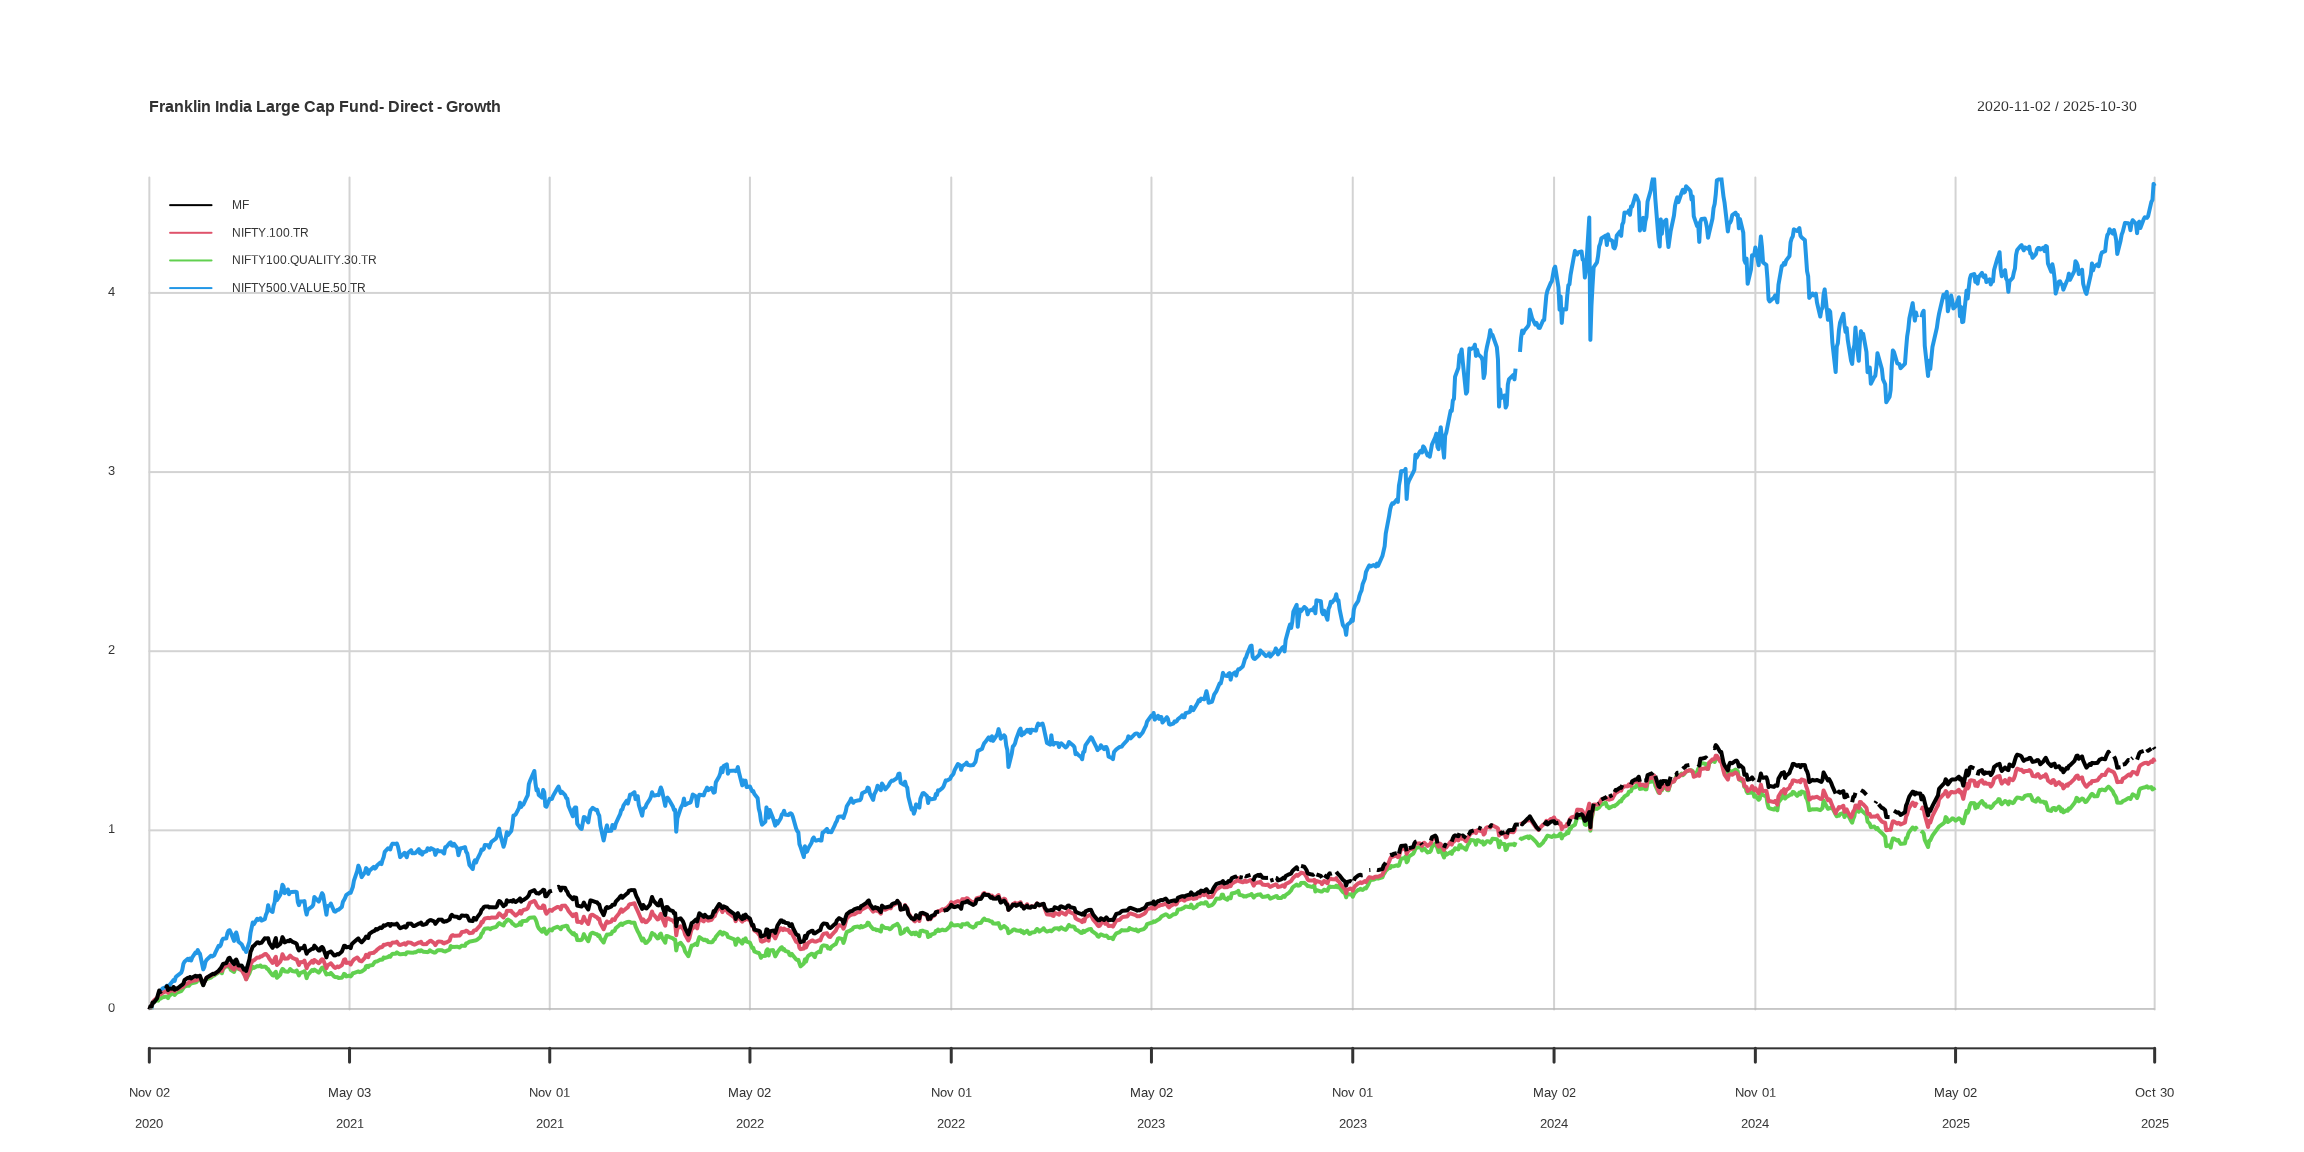 Franklin India Large Cap Fund- Direct - Growth
2020-11-02 / 2025-10-30
MF
NIFTY.100.TR
NIFTY100.QUALITY.30.TR
NIFTY500.VALUE.50.TR
4
3
2
1
0
Nov 02 May 03 Nov 01 May 02 Nov 01 May 02 Nov 01 May 02 Nov 01 May 02 Oct 30
2020 2021 2021 2022 2022 2023 2023 2024 2024 2025 2025